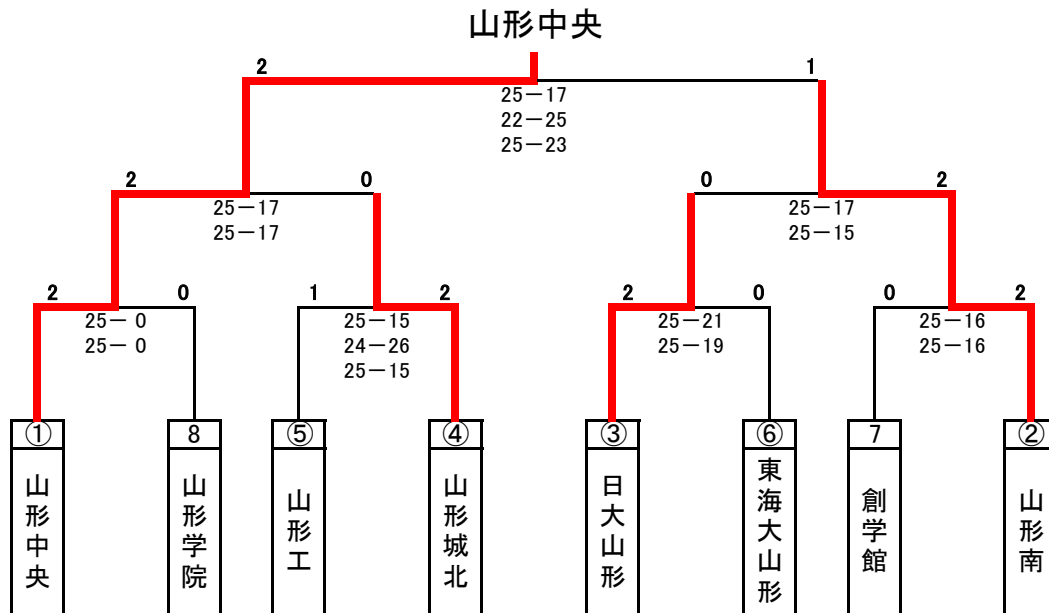 山形中央
2 1
25－17
22－25
25－23
2 0 0 2
25－17 25－17
25－17 25－15
2 0 1 2 2 0 0 2
25－ 0 25－15 25－21 25－16
25－ 0 24－26 25－19 25－16
25－15
① 8 ⑤ ④ ③ ⑥ 7 ②
山形中央
山形学院
山形工
山形城北
日大山形
東海大山形
創学館
山形南